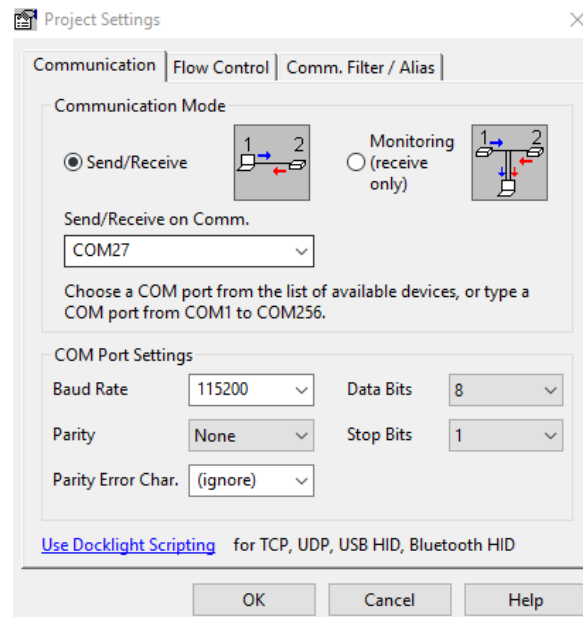 Project Settings
Communication
Flow Control
Comm. Filter / Alias
Communication Mode
Send/Receive
1 2
Monitoring
(receive
only)
1 2
Send/Receive on Comm.
COM27
Choose a COM port from the list of available devices, or type a
COM port from COM1 to COM256.
COM Port Settings
Baud Rate 115200 Data Bits 8
Parity None Stop Bits 1
Parity Error Char. (ignore)
Use Docklight Scripting for TCP, UDP, USB HID, Bluetooth HID
OK Cancel Help